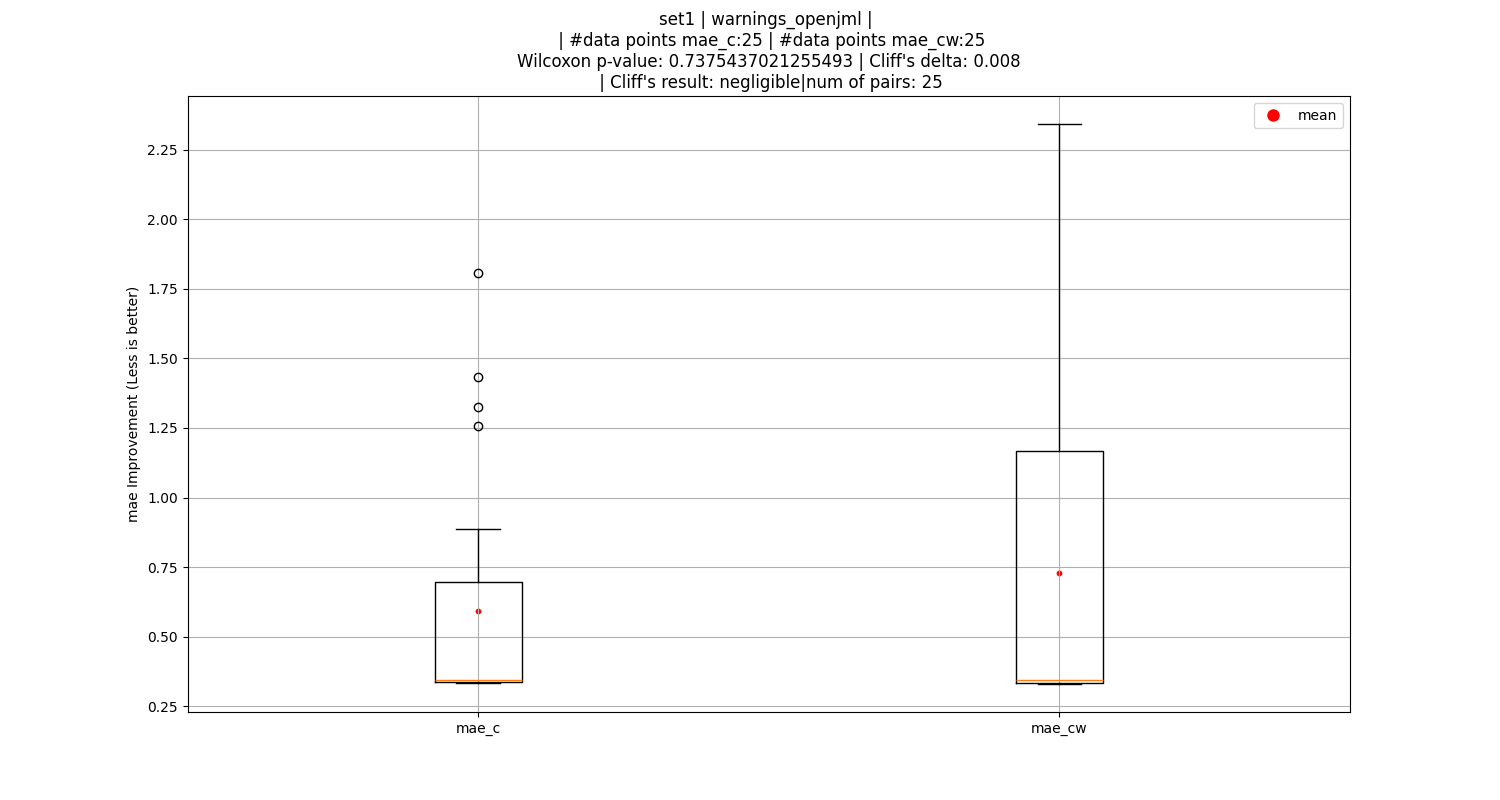 set1 | warnings_openjml |
| #data points mae_c:25 | #data points mae_cw:25
Wilcoxon p-value: 0.7375437021255493 | Cliff's delta: 0.008
| Cliff's result: negligible|num of pairs: 25
mean
mae Improvement (Less is better)
2.25
2.00
1.75
1.50
1.25
1.00
0.75
0.50
0.25
mae_c
mae_cw